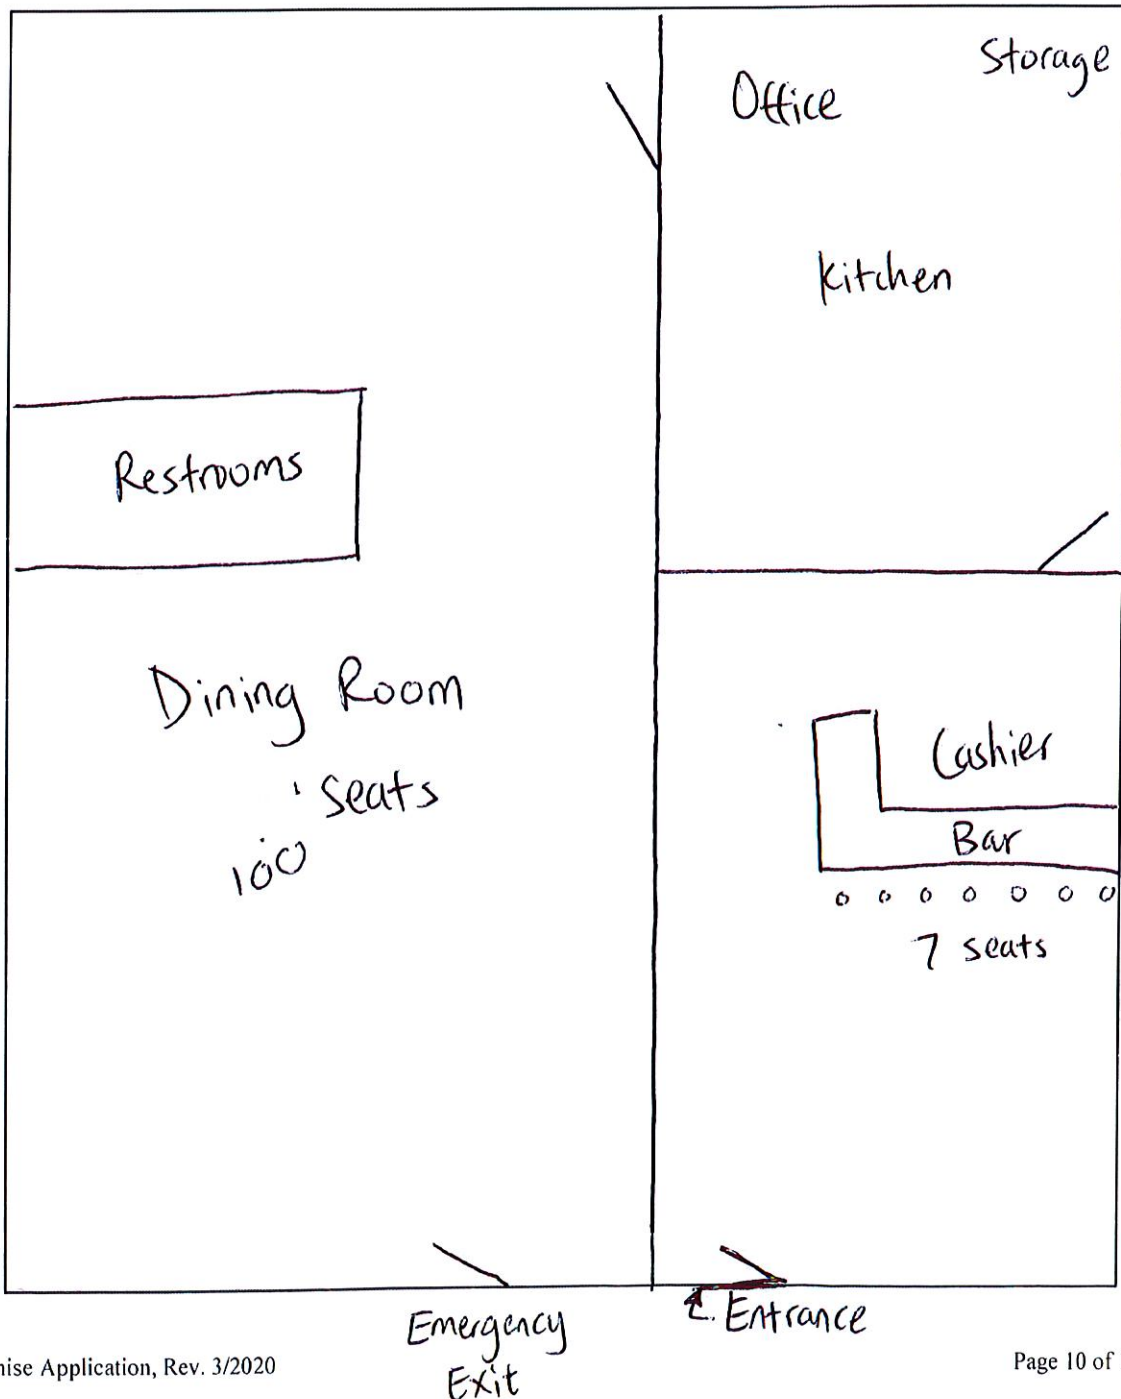 Storage
Office
Kitchen
Restrooms
Dining Room
seats
100
Cashier
Bar
7 seats
Emergency
Exit
Entrance
nise Application, Rev. 3/2020
Page 10 of